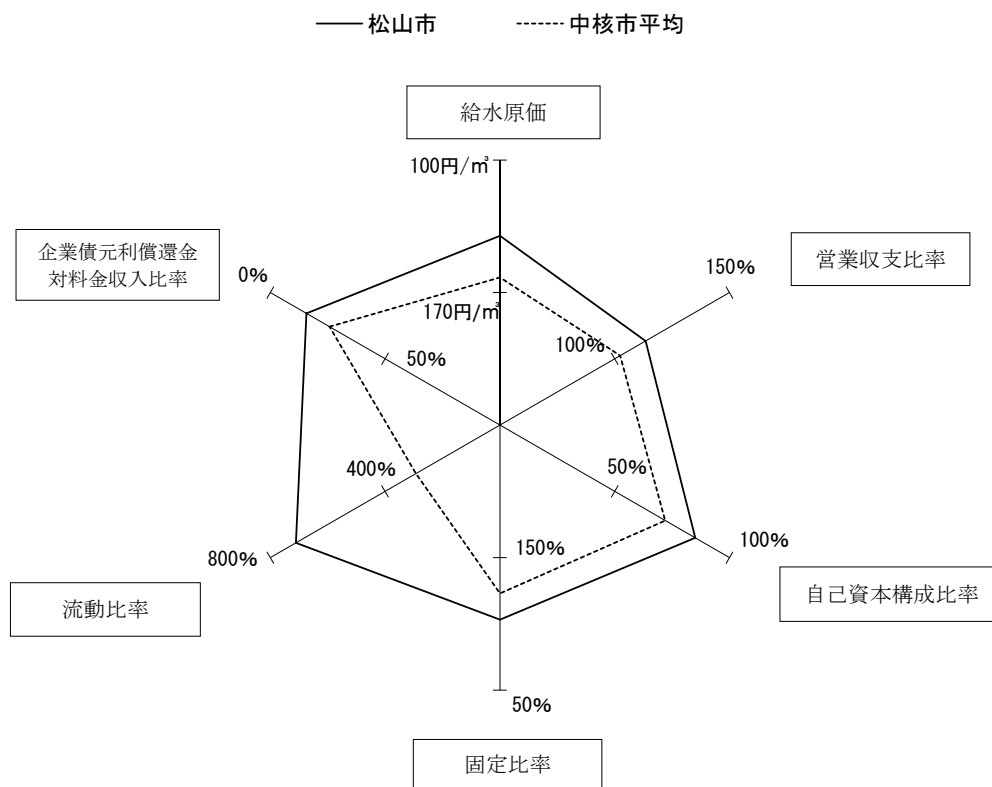 松山市
中核市平均
給水原価
100円/㎥
企業債元利償還金
対料金収入比率
0%
営業収支比率
150%
170円/㎥
50%
100%
400%
50%
800%
150%
100%
流動比率
自己資本構成比率
50%
固定比率